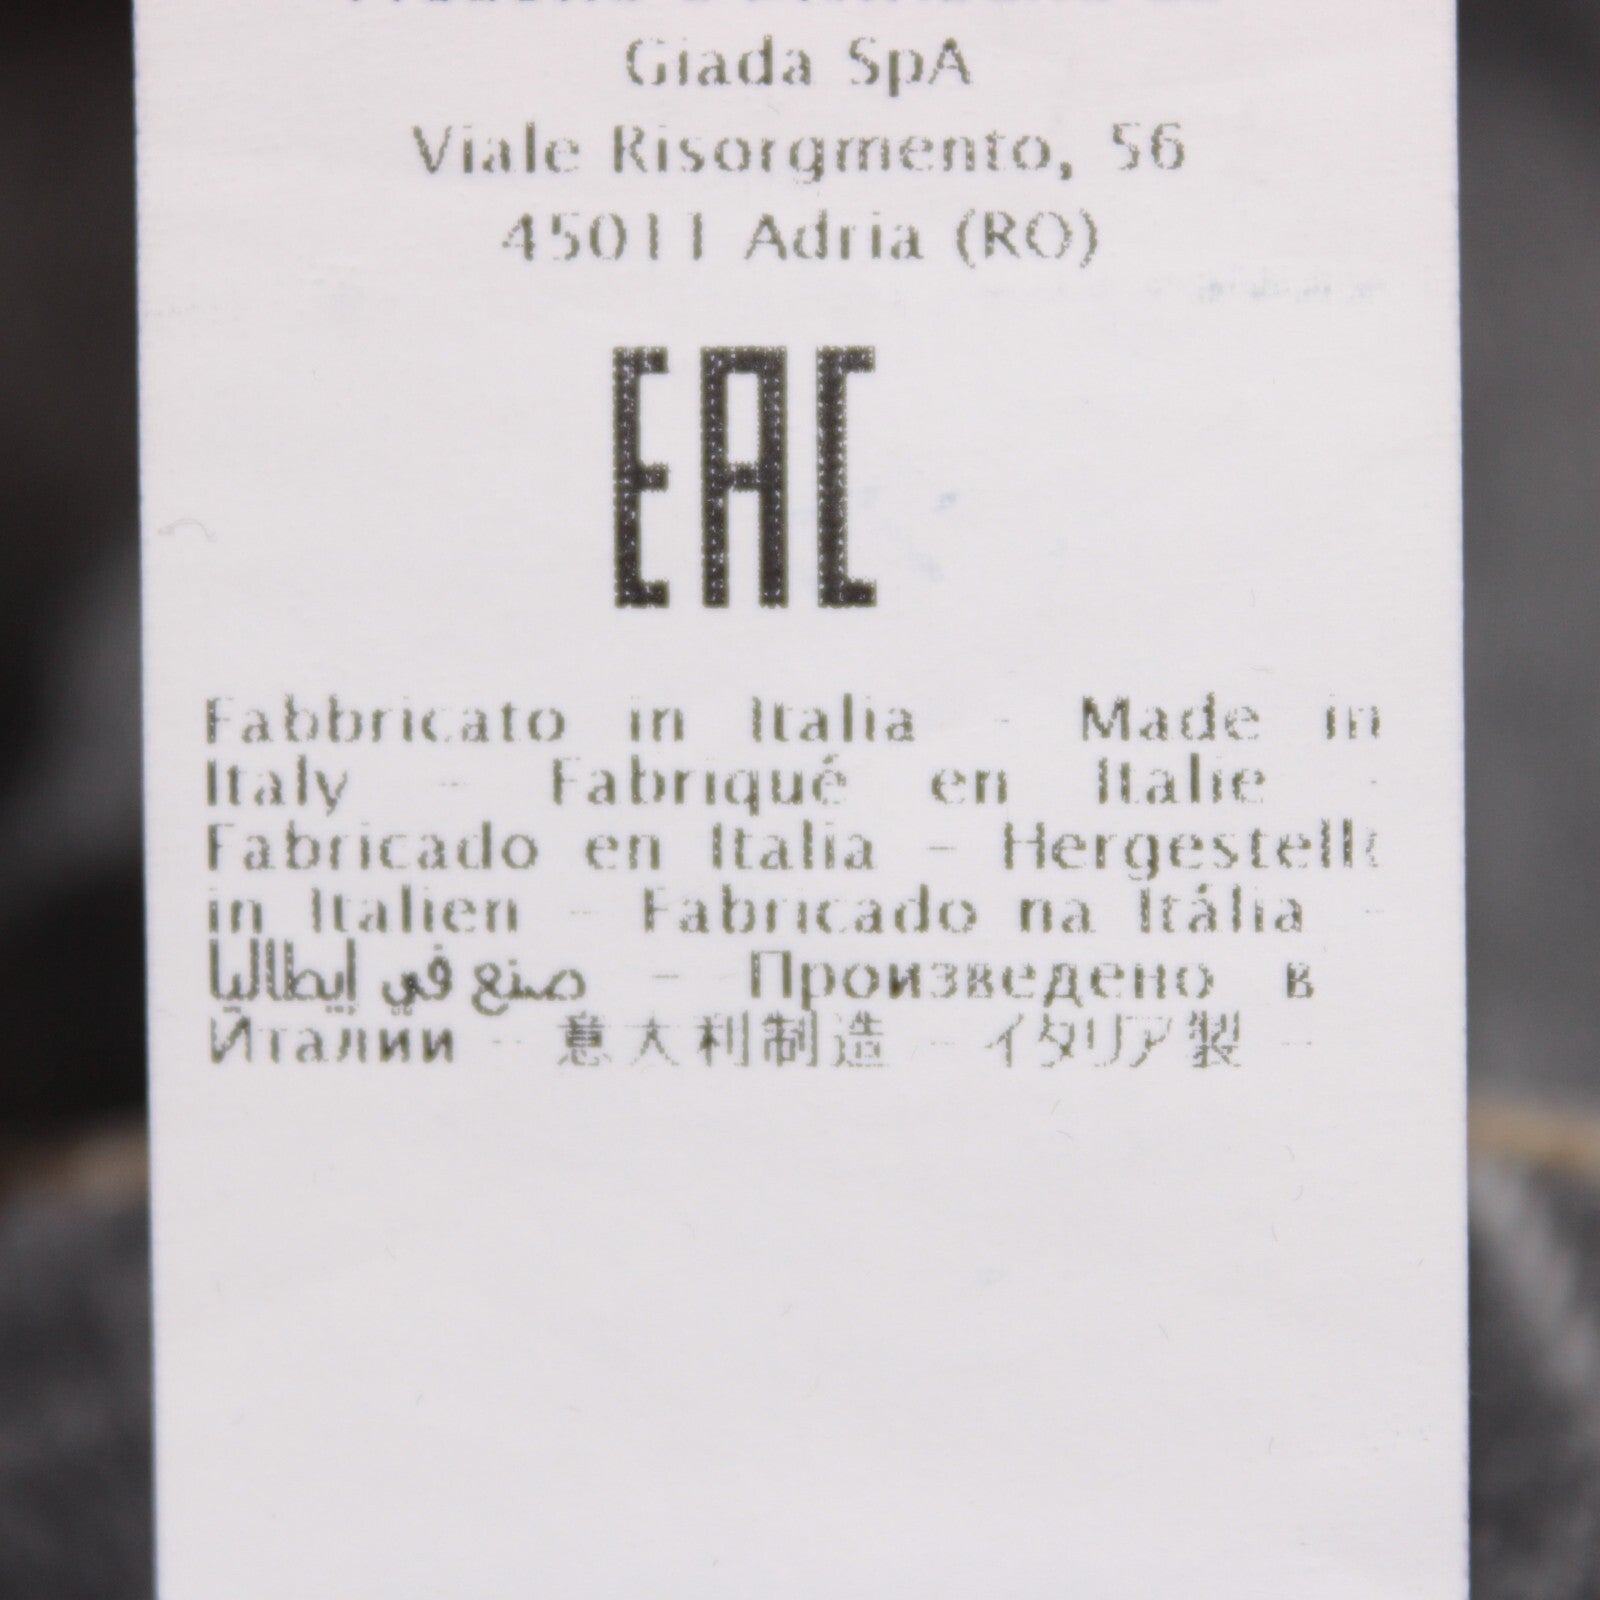 Giada SpA
Viale Risorgmento, 56
45011 Adria (RO)
EAC
Fabbricato in Italia - Made in
Italy - Fabriqué en Italie -
Fabricado en Italia - Hergestellt
in Italien - Fabricado na Itália -
صنع في إيطاليا - Произведено в
Италии - 意大利制造 - イタリア製 -